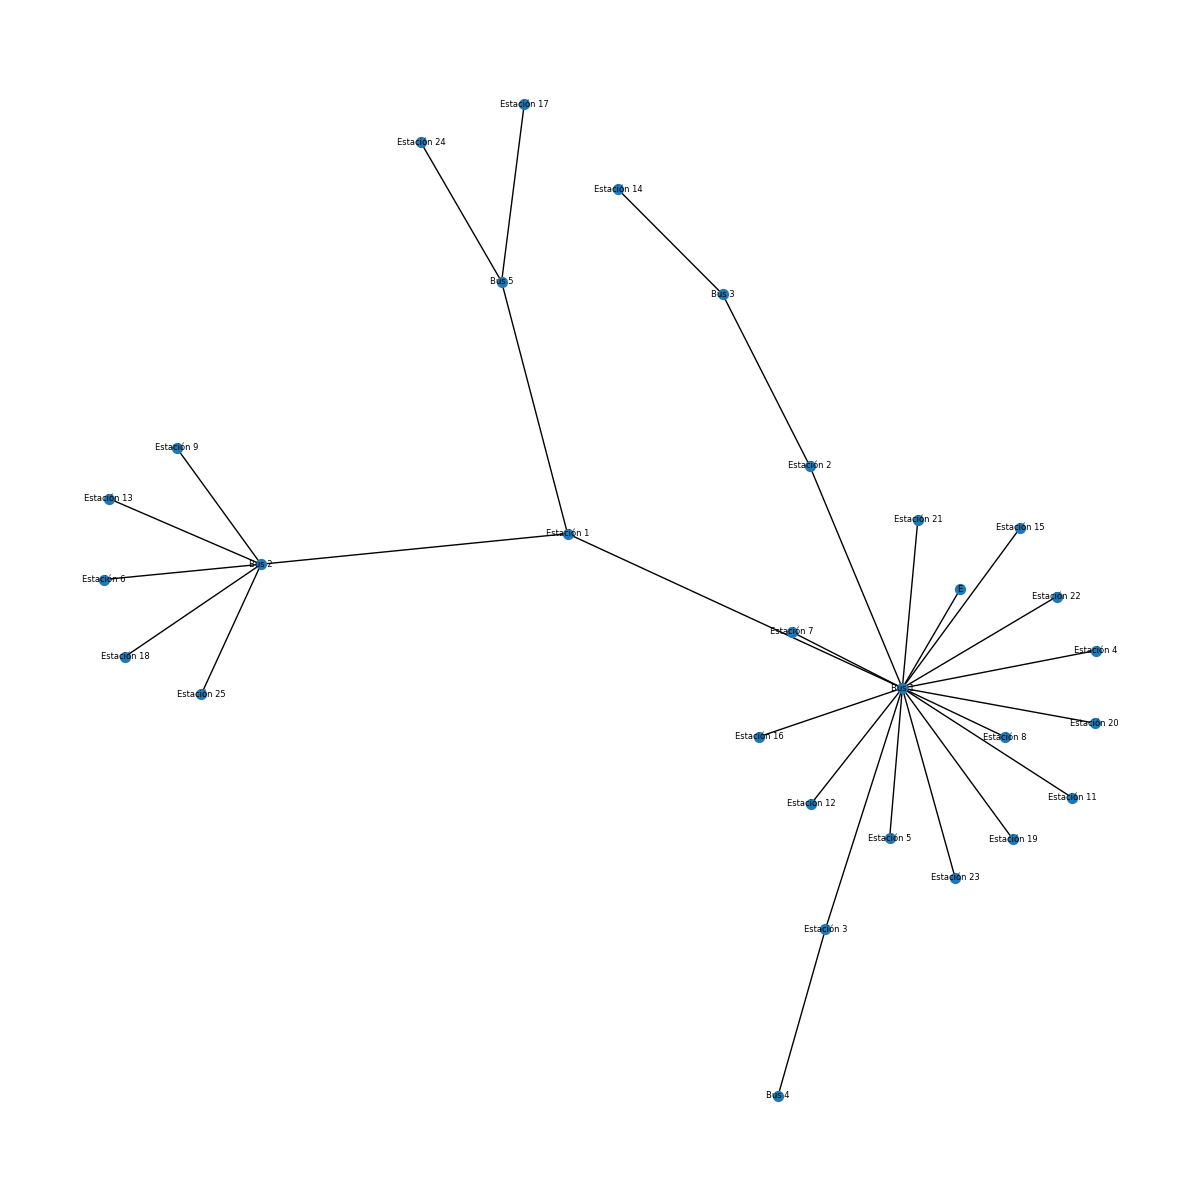 Estación 17
Estación 24
Estación 14
Bus 5
Bus 3
Estación 9
Estación 2
Estación 13
Estación 21
Estación 15
Estación 1
Bus 2
Estación 6
E
Estación 22
Estación 7
Estación 4
Estación 18
Bus
Estación 25
Estación 20
Estación 16
Estación 8
Estación 11
Estación 12
Estación 5
Estación 19
Estación 23
Estación 3
Bus 4